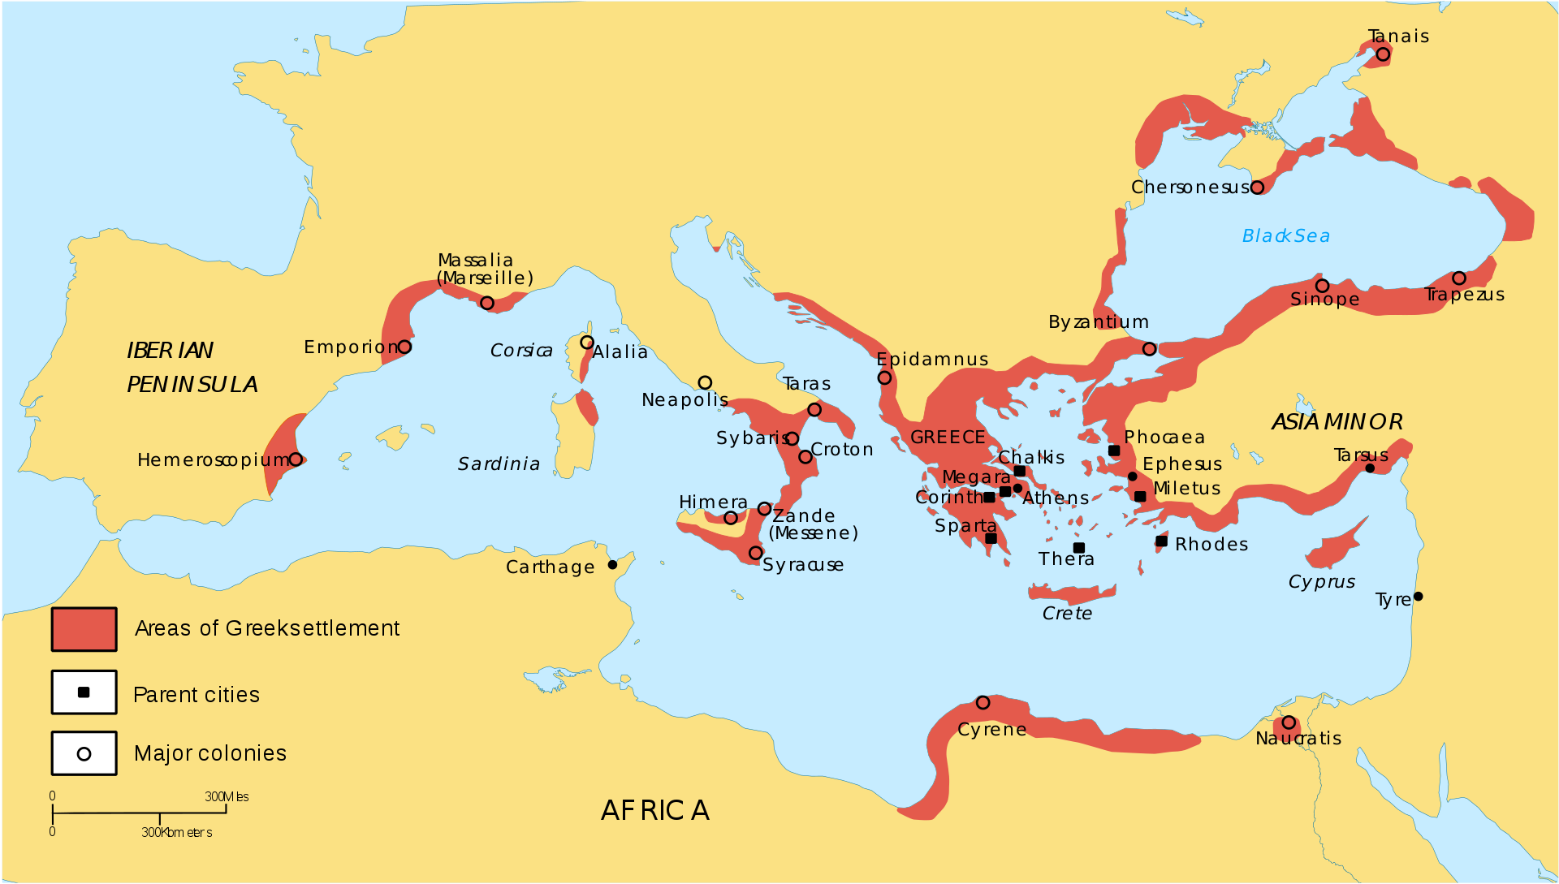 Tanais
Chersonesus
Black Sea
Massalia
(Marseille)
Sinope
Trapezus
Byzantium
IBERIAN
PENINSULA
Emporion
Corsica
Alalia
Epidamnus
Neapolis
Taras
ASIA MINOR
Sybaris
Croton
GREECE
Phocaea
Hemeroscopium
Sardinia
Chalkis
Ephesus
Tarsus
Megara
Miletus
Himera
Corinth
Athens
Zande
(Messene)
Sparta
Rhodes
Carthage
Syracuse
Thera
Cyprus
Crete
Tyre
Areas of Greek settlement
Parent cities
Cyrene
Naucratis
Major colonies
0 300 Miles
0 300 Kbm eters
AFRICA